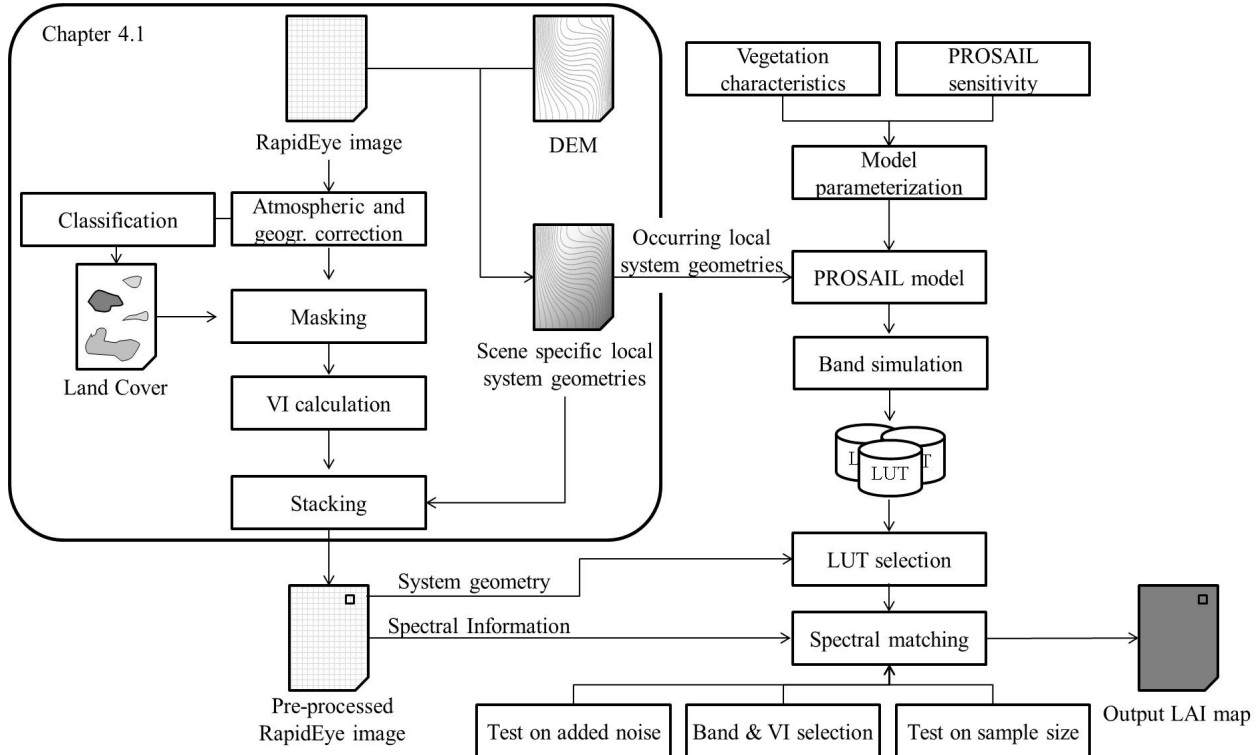 Chapter 4.1
RapidEye image
DEM
Vegetation
characteristics
PROSAIL
sensitivity
Model
parameterization
Classification
Atmospheric and
geogr. correction
Occurring local
system geometries
PROSAIL model
Masking
Land Cover
Scene specific local
system geometries
Band simulation
VI calculation
LUT
Stacking
LUT selection
System geometry
Spectral Information
Spectral matching
Pre-processed
RapidEye image
Test on added noise
Band & VI selection
Test on sample size
Output LAI map